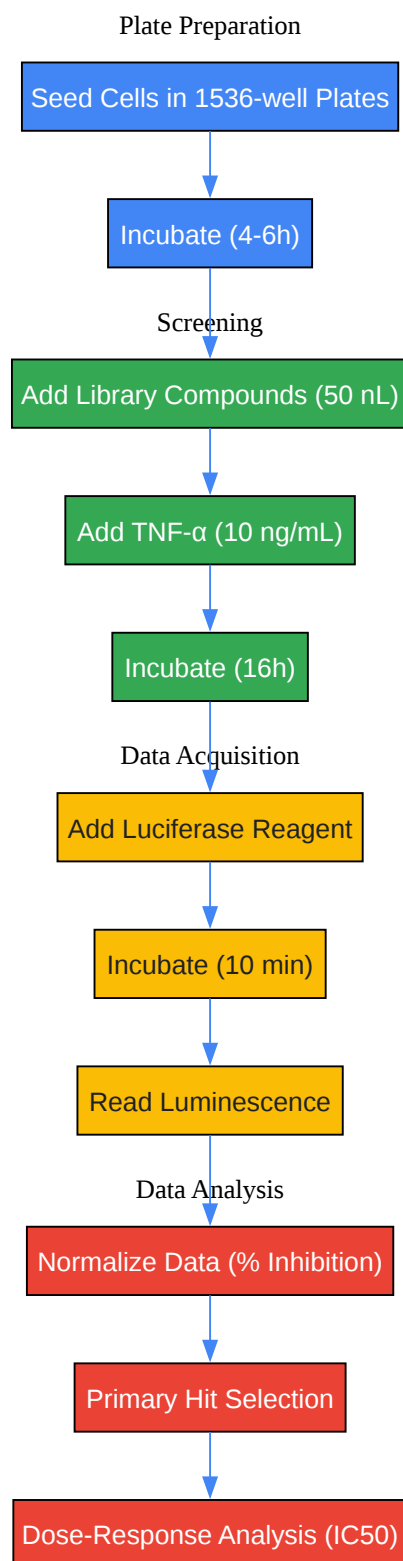 Plate Preparation
Seed Cells in 1536-well Plates
Incubate (4-6h)
Screening
Add Library Compounds (50 nL)
Add TNF-α (10 ng/mL)
Incubate (16h)
Data Acquisition
Add Luciferase Reagent
Incubate (10 min)
Read Luminescence
Data Analysis
Normalize Data (% Inhibition)
Primary Hit Selection
Dose-Response Analysis (IC50)